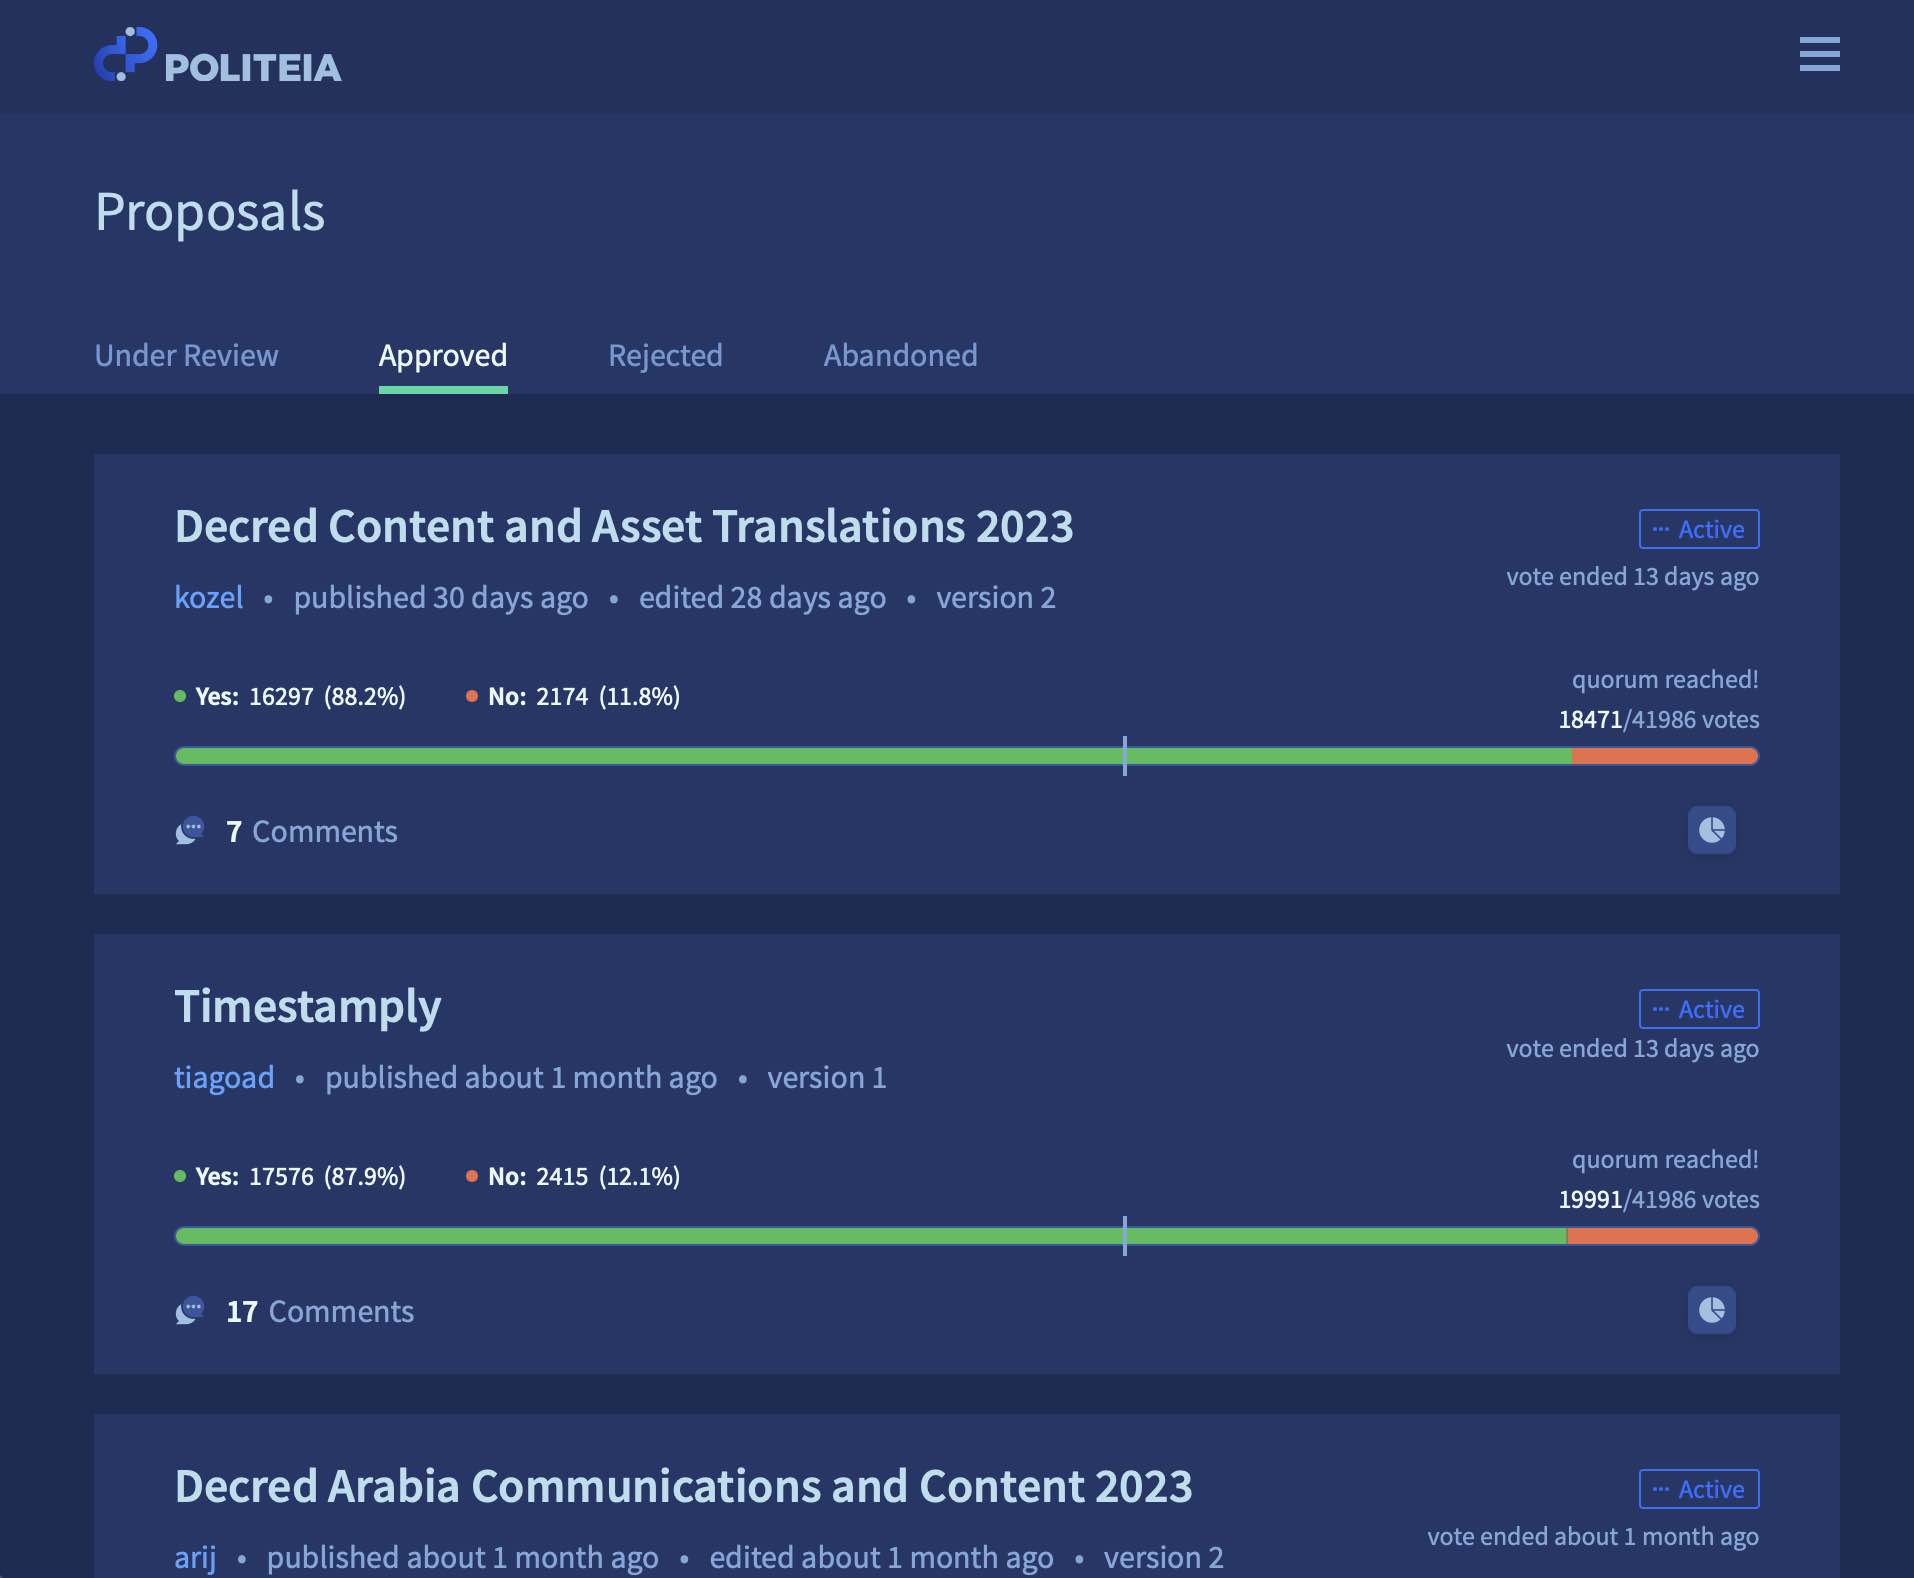 POLITEIA
Proposals
Under Review Approved Rejected Abandoned
Decred Content and Asset Translations 2023
Active
kozel • published 30 days ago • edited 28 days ago • version 2
vote ended 13 days ago
Yes: 16297 (88.2%) No: 2174 (11.8%)
quorum reached!
18471/41986 votes
7 Comments
Timestamply
Active
tiagoad • published about 1 month ago • version 1
vote ended 13 days ago
Yes: 17576 (87.9%) No: 2415 (12.1%)
quorum reached!
19991/41986 votes
17 Comments
Decred Arabia Communications and Content 2023
Active
arij • published about 1 month ago • edited about 1 month ago • version 2
vote ended about 1 month ago